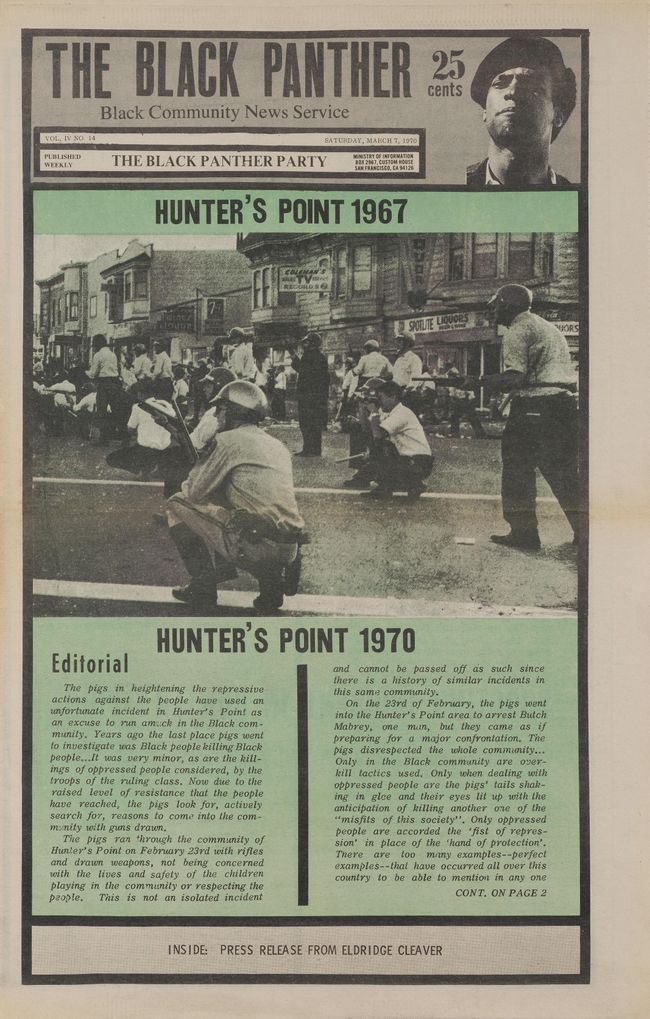 THE BLACK PANTHER
25 cents
Black Community News Service
VOL. IV NO. 14
SATURDAY, MARCH 7, 1970
PUBLISHED WEEKLY
THE BLACK PANTHER PARTY
MINISTRY OF INFORMATION
BOX 2967, CUSTOM HOUSE
SAN FRANCISCO, CA 94126
HUNTER'S POINT 1967
COLEMAN'S
TV
RECORDS
SPOTLITE LIQUORS
HUNTER'S POINT 1970
Editorial
The pigs in heightening the repressive
actions against the people have used an
unfortunate incident in Hunter's Point as
an excuse to run amuck in the Black com-
munity. Years ago the last place pigs went
to investigate was Black people killing Black
people...It was very minor, as are the kill-
ings of oppressed people considered, by the
troops of the ruling class. Now due to the
raised level of resistance that the people
have reached, the pigs look for, actively
search for, reasons to come into the com-
munity with guns drawn.
The pigs ran through the community of
Hunter's Point on February 23rd with rifles
and drawn weapons, not being concerned
with the lives and safety of the children
playing in the community or respecting the
people. This is not an isolated incident
and cannot be passed off as such since
there is a history of similar incidents in
this same community.
On the 23rd of February, the pigs went
into the Hunter's Point area to arrest Butch
Mabrey, one man, but they came as if
preparing for a major confrontation. The
pigs disrespected the whole community...
Only in the Black community are over-
kill tactics used. Only when dealing with
oppressed people are the pigs' tails shak-
ing in glee and their eyes lit up with the
anticipation of killing another one of the
"misfits of this society". Only oppressed
people are accorded the 'fist of repres-
sion' in place of the 'hand of protection'.
There are too many examples--perfect
examples--that have occurred all over this
country to be able to mention in any one
CONT. ON PAGE 2
INSIDE: PRESS RELEASE FROM ELDRIDGE CLEAVER